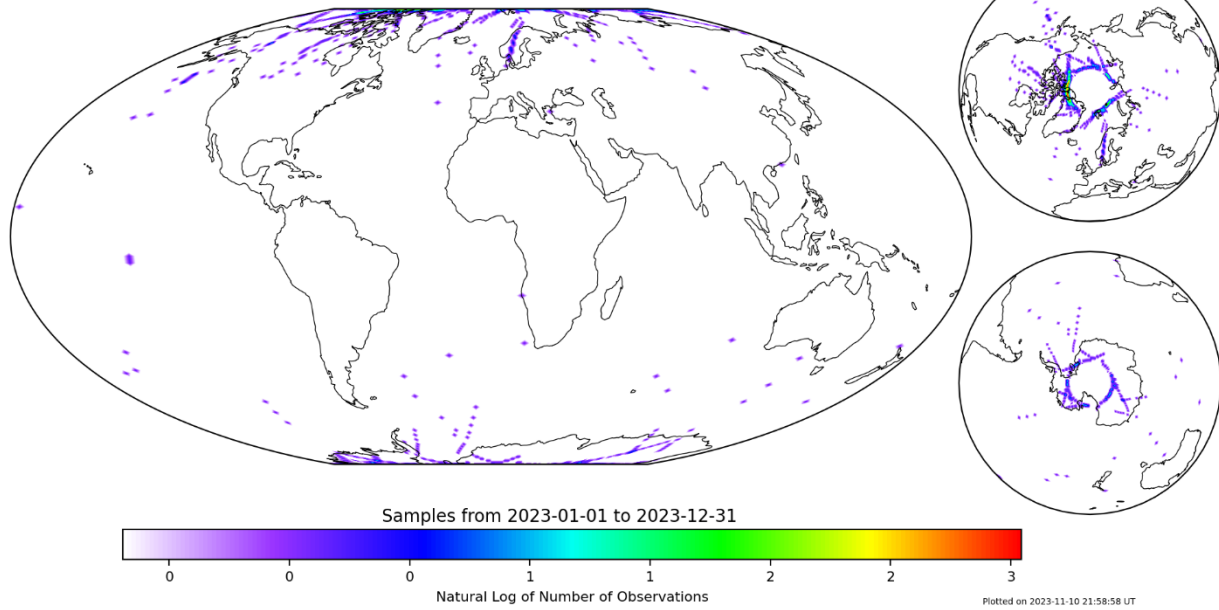 Samples from 2023-01-01 to 2023-12-31
0 0 0 1 1 2 2 3
Natural Log of Number of Observations
Plotted on 2023-11-10 21:58:58 UT